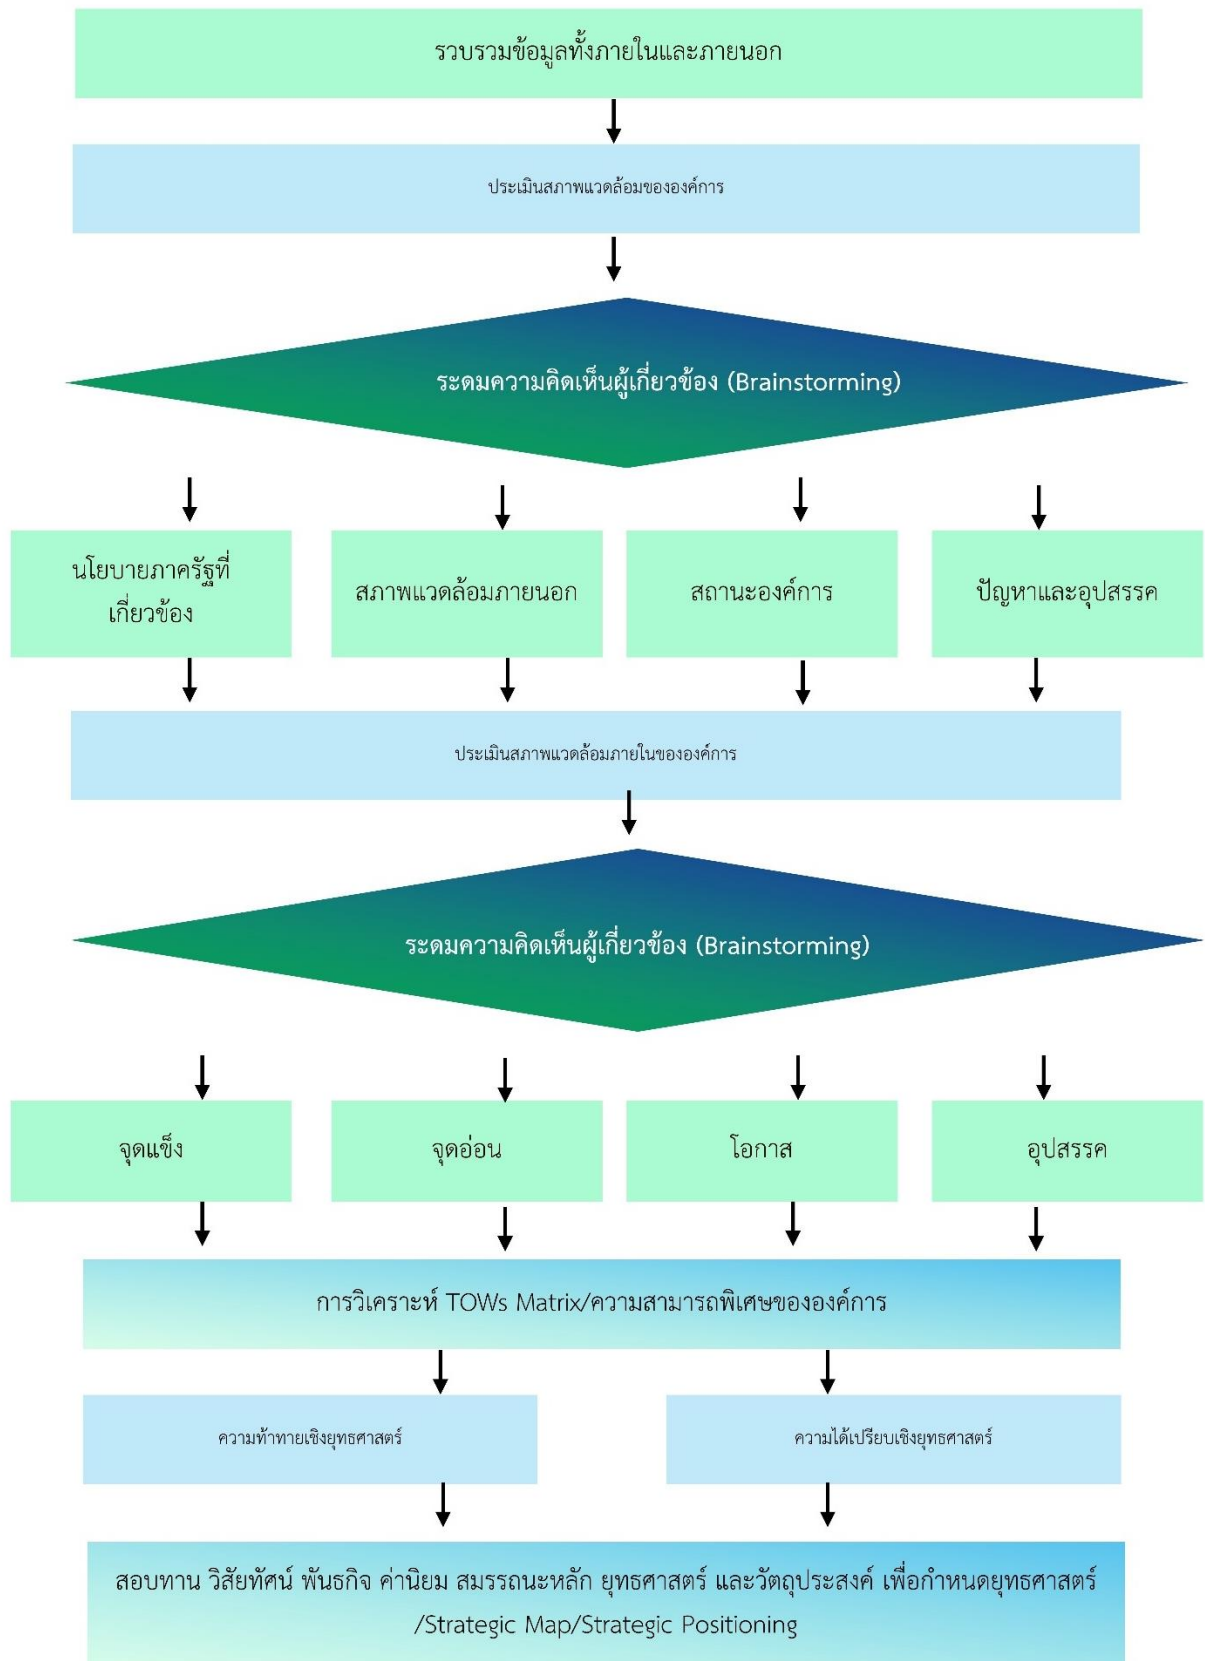 รวบรวมข้อมูลทั้งภายในและภายนอก
ประเมินสภาพแวดล้อมขององค์การ
ระดมความคิดเห็นผู้เกี่ยวข้อง (Brainstorming)
นโยบายภาครัฐที่
เกี่ยวข้อง
สภาพแวดล้อมภายนอก
สถานะองค์การ
ปัญหาและอุปสรรค
ประเมินสภาพแวดล้อมภายในขององค์การ
ระดมความคิดเห็นผู้เกี่ยวข้อง (Brainstorming)
จุดแข็ง
จุดอ่อน
โอกาส
อุปสรรค
การวิเคราะห์ TOWs Matrix/ความสามารถพิเศษขององค์การ
ความท้าทายเชิงยุทธศาสตร์
ความได้เปรียบเชิงยุทธศาสตร์
สอบทาน วิสัยทัศน์ พันธกิจ ค่านิยม สมรรถนะหลัก ยุทธศาสตร์ และวัตถุประสงค์ เพื่อกำหนดยุทธศาสตร์
/Strategic Map/Strategic Positioning